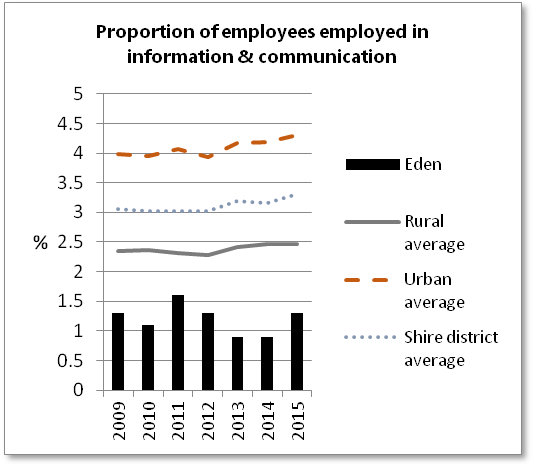 Proportion of employees employed in
information & communication
5
4.5
4
3.5
3
2.5
2
1.5
1
0.5
0
%
2009
2010
2011
2012
2013
2014
2015
Eden
Rural
average
Urban
average
Shire district
average